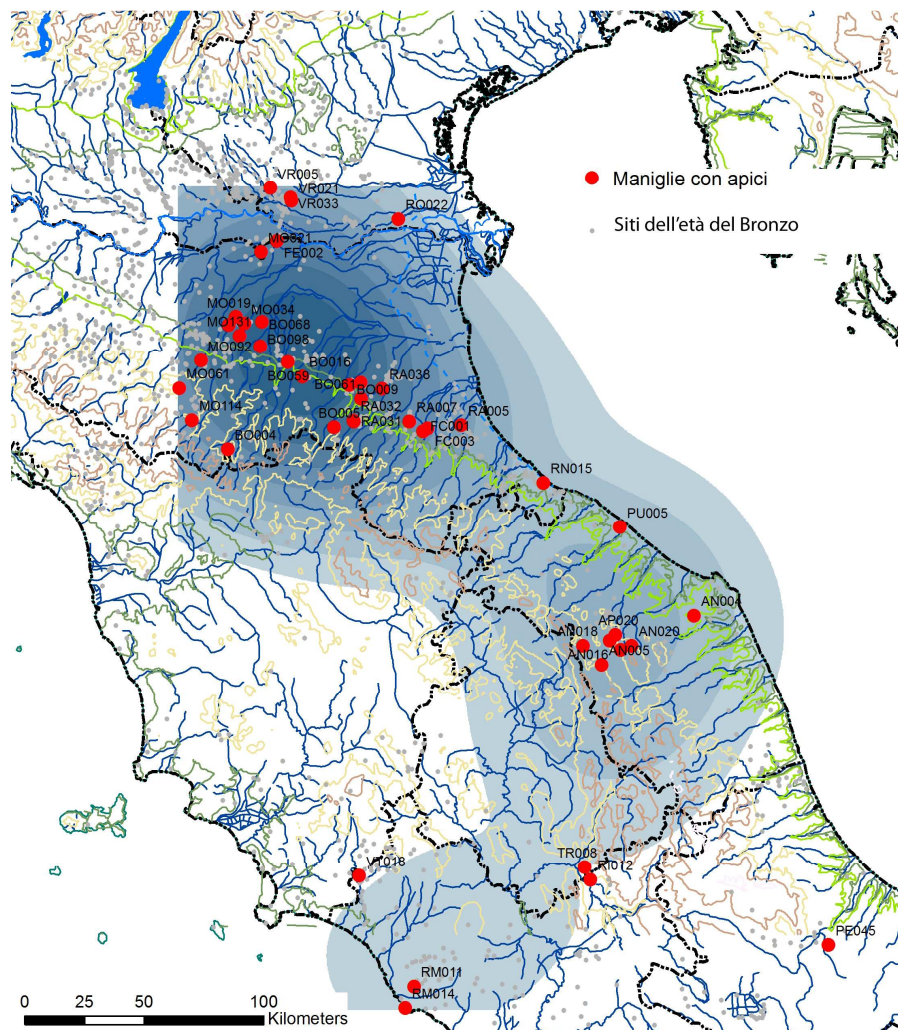 VR005
VR021
VR033
Maniglie con apici
RO022
Siti dell'età del Bronzo
MO021
FE002
MO019
MO034
MO131
BO068
BO098
MO092
BO016
MO061
BO059
BO061
RA038
BO009
RA032
MO114
BO005
RA031
RA007
RA005
FC001
FC003
BO004
RN015
PU005
AN004
AP020
AN018
AN020
AN005
AN016
VT018
TR008
RI012
PE045
RM011
RM014
0 25 50 100
Kilometers